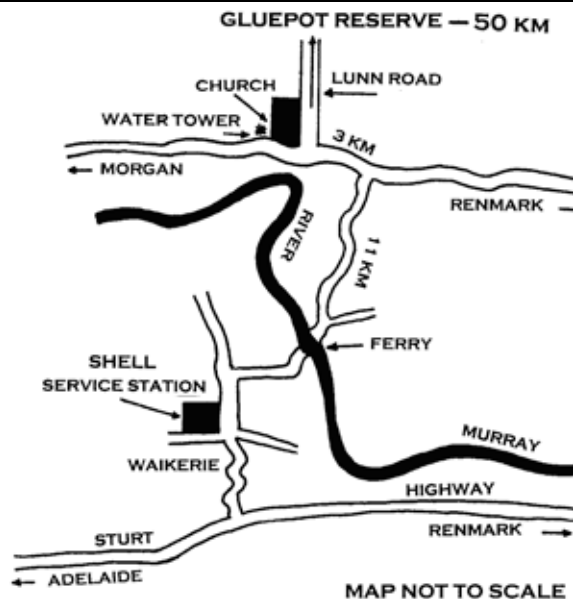 GLUEPOT RESERVE — 50 KM
CHURCH
LUNN ROAD
WATER TOWER
3 KM
MORGAN
RENMARK
RIVER
11 KM
FERRY
SHELL
SERVICE STATION
MURRAY
WAIKERIE
HIGHWAY
STURT
RENMARK
ADELAIDE
MAP NOT TO SCALE